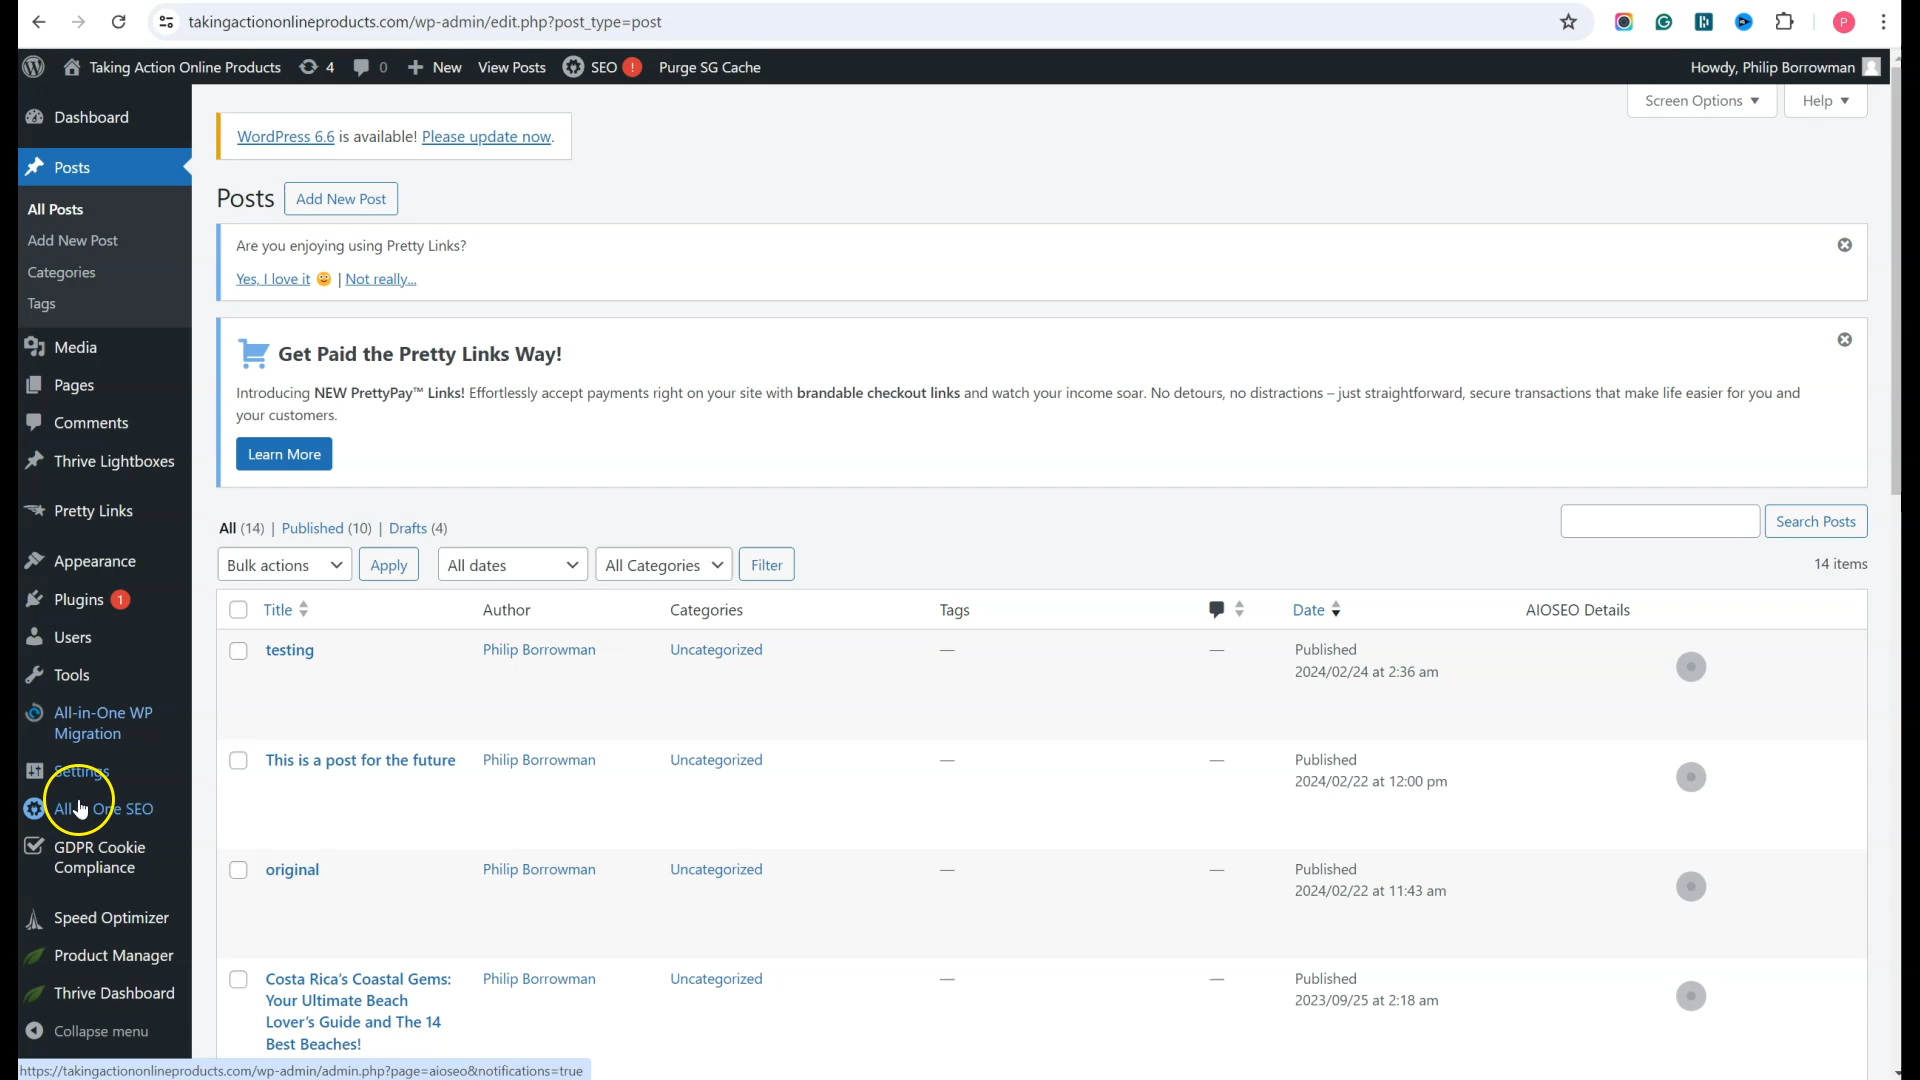 takingactiononlineproducts.com/wp-admin/edit.php?post_type=post
P
Taking Action Online Products 4 0 New View Posts SEO ! Purge SG Cache Howdy, Philip Borrowman
Screen Options Help
Dashboard
Posts
All Posts
Add New Post
Categories
Tags
Media
Pages
Comments
Thrive Lightboxes
Pretty Links
Appearance
Plugins 1
Users
Tools
All-in-One WP
Migration
Settings
All One SEO
GDPR Cookie
Compliance
Speed Optimizer
Product Manager
Thrive Dashboard
Collapse menu
WordPress 6.6 is available! Please update now.
Posts Add New Post
Are you enjoying using Pretty Links?
Yes, I love it 😀 | Not really...
Get Paid the Pretty Links Way!
Introducing NEW PrettyPay™ Links! Effortlessly accept payments right on your site with brandable checkout links and watch your income soar. No detours, no distractions – just straightforward, secure transactions that make life easier for you and
your customers.
Learn More
All (14) | Published (10) | Drafts (4)
Search Posts
Bulk actions Apply All dates All Categories Filter 14 items
Title Author Categories Tags Date AIOSEO Details
testing Philip Borrowman Uncategorized — — Published
2024/02/24 at 2:36 am
This is a post for the future Philip Borrowman Uncategorized — — Published
2024/02/22 at 12:00 pm
original Philip Borrowman Uncategorized — — Published
2024/02/22 at 11:43 am
Costa Rica's Coastal Gems: Philip Borrowman Uncategorized — — Published
Your Ultimate Beach 2023/09/25 at 2:18 am
Lover's Guide and The 14
Best Beaches!
https://takingactiononlineproducts.com/wp-admin/admin.php?page=aioseo&notifications=true